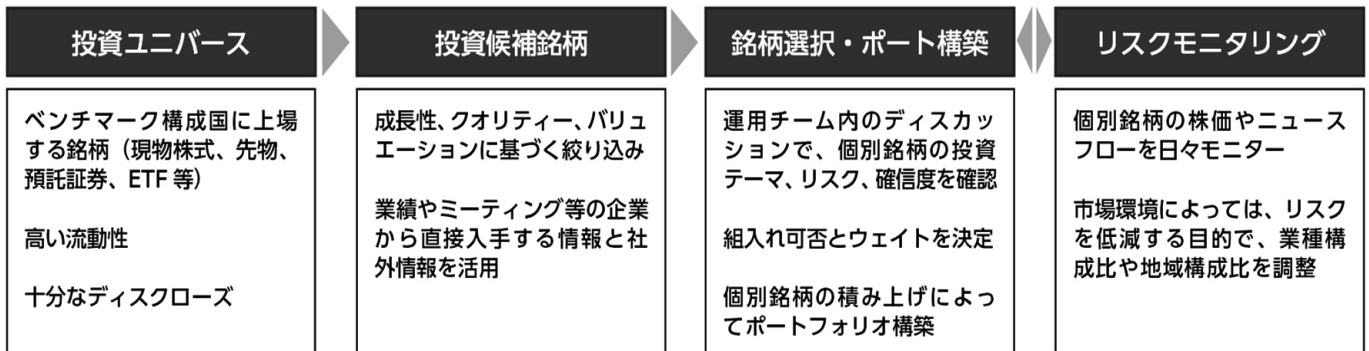 投資ユニバース
ベンチマーク構成国に上場
する銘柄（現物株式、先物、
預託証券、ETF 等）
高い流動性
十分なディスクローズ
投資候補銘柄
成長性、クオリティー、バリュ
エーションに基づく絞り込み
業績やミーティング等の企業
から直接入手する情報と社
外情報を活用
銘柄選択・ポート構築
運用チーム内のディスカッ
ションで、個別銘柄の投資
テーマ、リスク、確信度を確認
組入れ可否とウェイトを決定
個別銘柄の積み上げによっ
てポートフォリオ構築
リスクモニタリング
個別銘柄の株価やニュース
フローを日々モニター
市場環境によっては、リスク
を低減する目的で、業種構
成比や地域構成比を調整